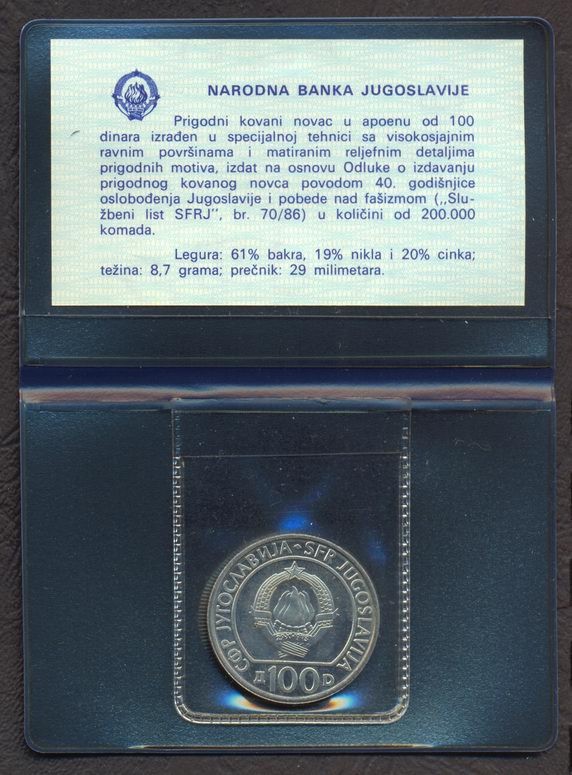 NARODNA BANKA JUGOSLAVIJE
Prigodni kovani novac u apoenu od 100
dinara izrađen u specijalnoj tehnici sa visokosjajnim
ravnim površinama i matiranim reljefnim detaljima
prigodnih motiva, izdat na osnovu Odluke o izdavanju
prigodnog kovanog novca povodom 40. godišnjice
oslobođenja Jugoslavije i pobede nad fašizmom („Slu-
žbeni list SFRJ", br. 70/86) u količini od 200.000
komada.
Legura: 61% bakra, 19% nikla i 20% cinka;
težina: 8,7 grama; prečnik: 29 milimetara.
СФР ЈУГОСЛАВИЈА - SFR JUGOSLAVIJA
Д 100 D